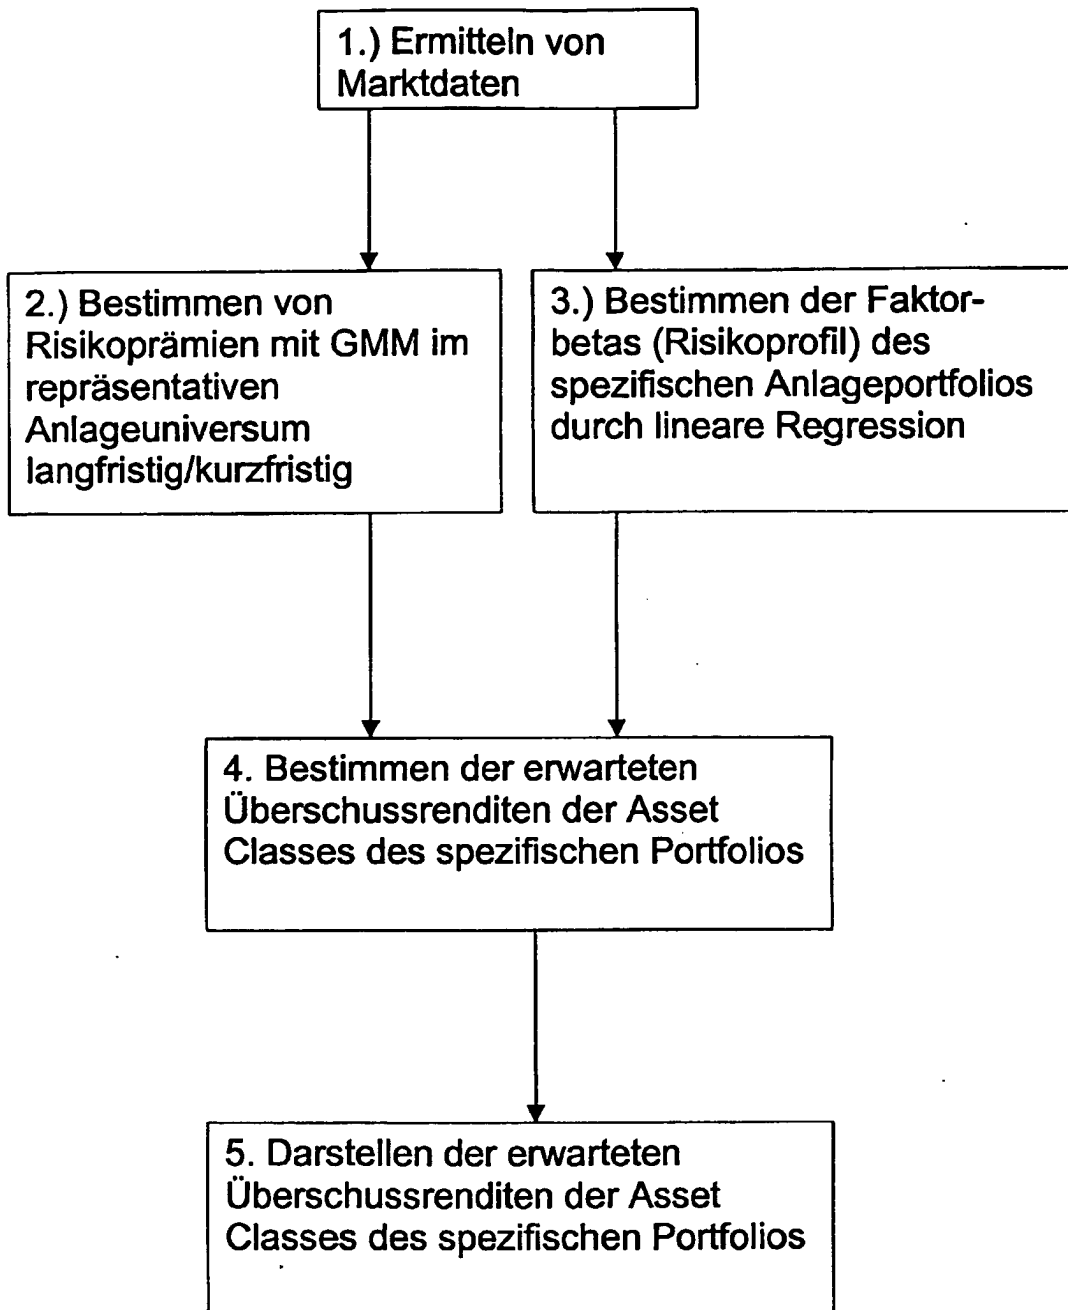 1.) Ermitteln von
Marktdaten
2.) Bestimmen von
Risikoprämien mit GMM im
repräsentativen
Anlageuniversum
langfristig/kurzfristig
3.) Bestimmen der Faktor-
betas (Risikoprofil) des
spezifischen Anlageportfolios
durch lineare Regression
4. Bestimmen der erwarteten
Überschussrenditen der Asset
Classes des spezifischen Portfolios
5. Darstellen der erwarteten
Überschussrenditen der Asset
Classes des spezifischen Portfolios